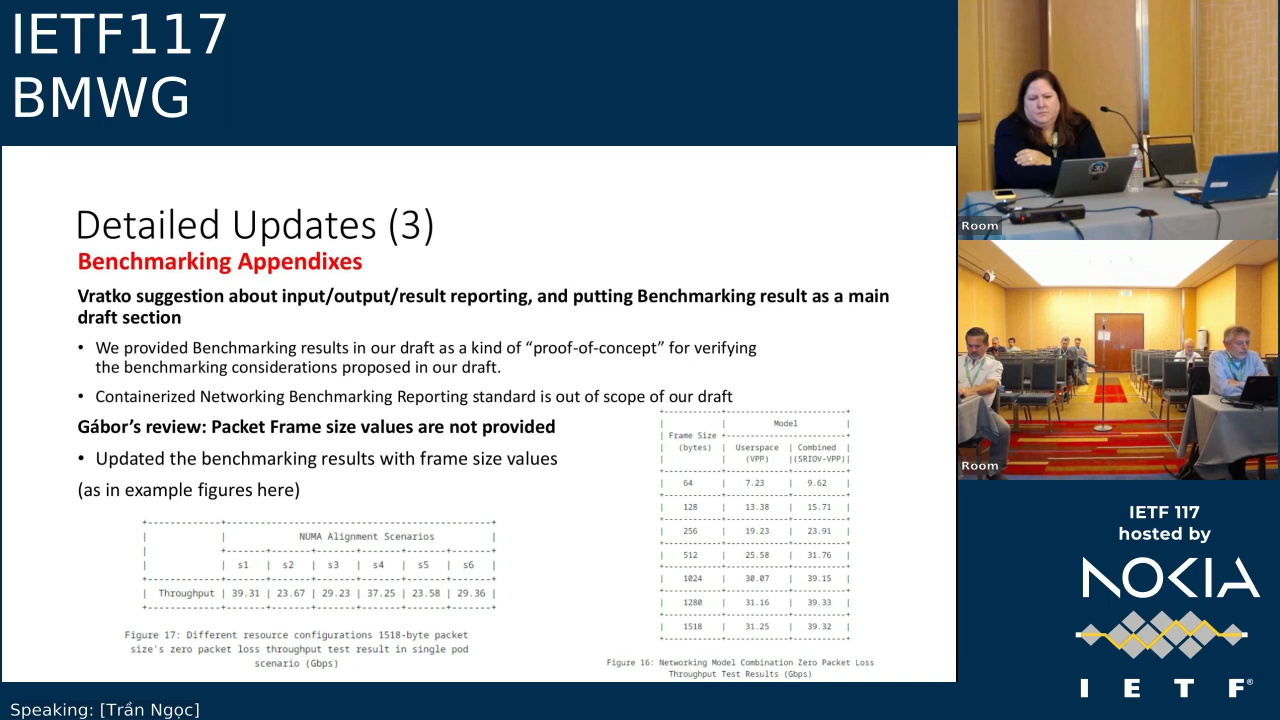 IETF117
BMWG
Detailed Updates (3)
Benchmarking Appendixes
Vratko suggestion about input/output/result reporting, and putting Benchmarking result as a main
draft section
• We provided Benchmarking results in our draft as a kind of “proof-of-concept” for verifying
the benchmarking considerations proposed in our draft.
• Containerized Networking Benchmarking Reporting standard is out of scope of our draft
Gábor’s review: Packet Frame size values are not provided
• Updated the benchmarking results with frame size values
(as in example figures here)
NUMA Alignment Scenarios
| s1 | s2 | s3 | s4 | s5 | s6 |
| Throughput | 39.31 | 23.67 | 29.23 | 37.25 | 23.58 | 29.36 |
Figure 17: Different resource configurations 1518-byte packet
size's zero packet loss throughput test result in single pod
scenario (Gbps)
Model
Frame Size
(bytes) | Userspace | Combined
(VPP) |(SRIOV-VPP)|
| 64 | 7.23 | 9.62 |
| 128 | 13.38 | 15.71 |
| 256 | 19.23 | 23.91 |
| 512 | 25.58 | 31.76 |
| 1024 | 30.07 | 39.15 |
| 1280 | 31.16 | 39.33 |
| 1518 | 31.25 | 39.32 |
Figure 16: Networking Model Combination Zero Packet Loss
Throughput Test Results (Gbps)
Room
Room
IETF 117
hosted by
NOKIA
I E T F®
Speaking: [Trần Ngọc]